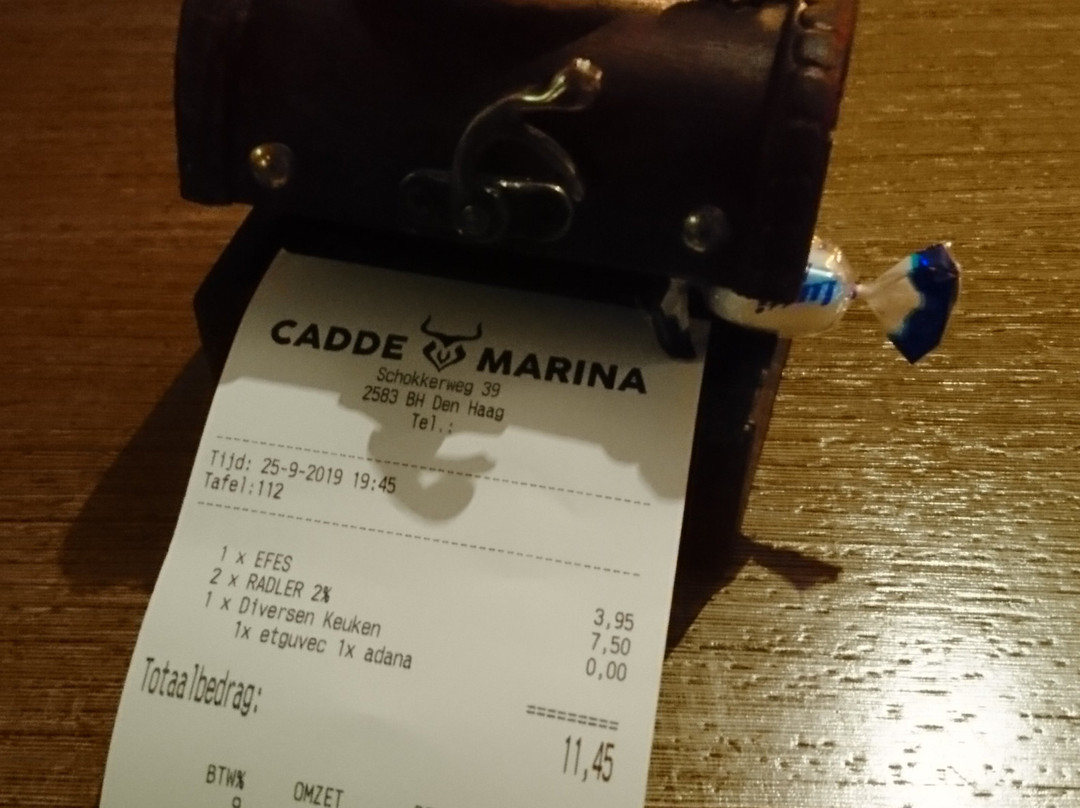 CADDE MARINA
Schokkerweg 39
2583 BH Den Haag
Tel.:
Tijd: 25-9-2019 19:45
Tafel:112
1 x EFES 3,95
2 x RADLER 2% 7,50
1 x Diversen Keuken 0,00
1x etguvec 1x adana
=========
Totaalbedrag: 11,45
BTW% OMZET
9